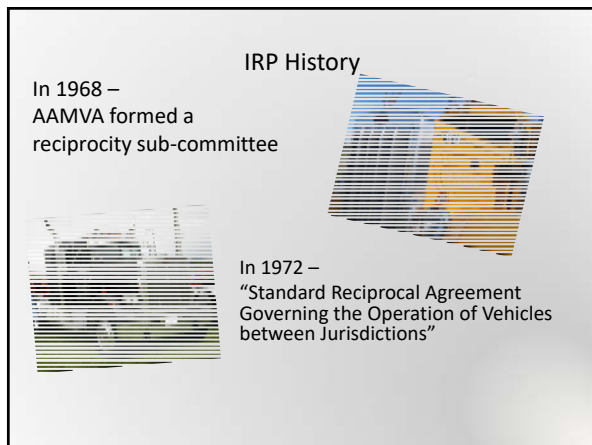 IRP History
In 1968 –
AAMVA formed a
reciprocity sub-committee
In 1972 –
“Standard Reciprocal Agreement
Governing the Operation of Vehicles
between Jurisdictions”